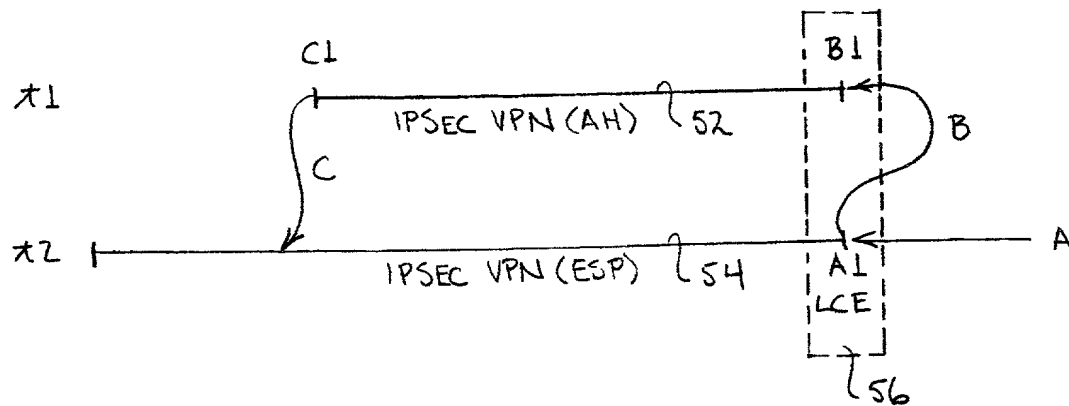 C1
B1
t1
IPSEC VPN (AH)
52
B
C
t2
IPSEC VPN (ESP)
54
A1
A
LCE
56